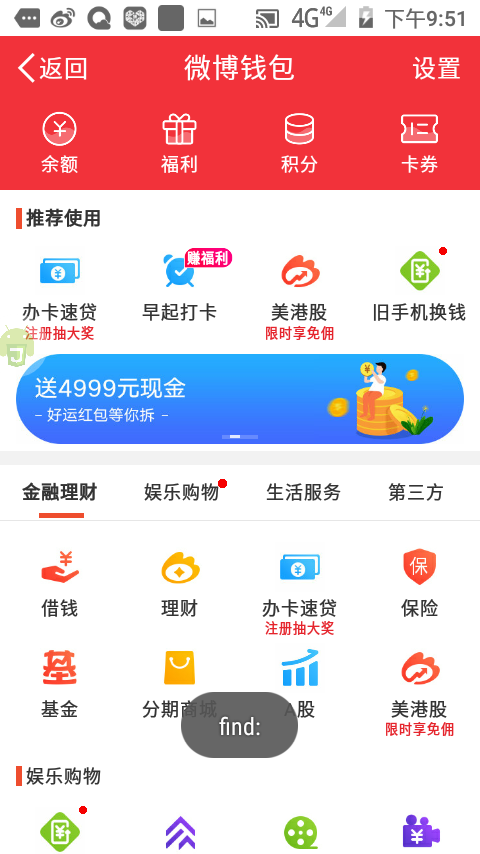 4G 4G 下午9:51
返回 微博钱包 设置
余额 福利 积分 卡券
推荐使用
赚福利
办卡速贷 早起打卡 美港股 旧手机换钱
注册抽大奖 限时享免佣
送4999元现金
- 好运红包等你拆 -
金融理财 娱乐购物 生活服务 第三方
保
借钱 理财 办卡速贷 保险
注册抽大奖
基
基金 分期商城 A股 美港股
限时享免佣
find:
娱乐购物